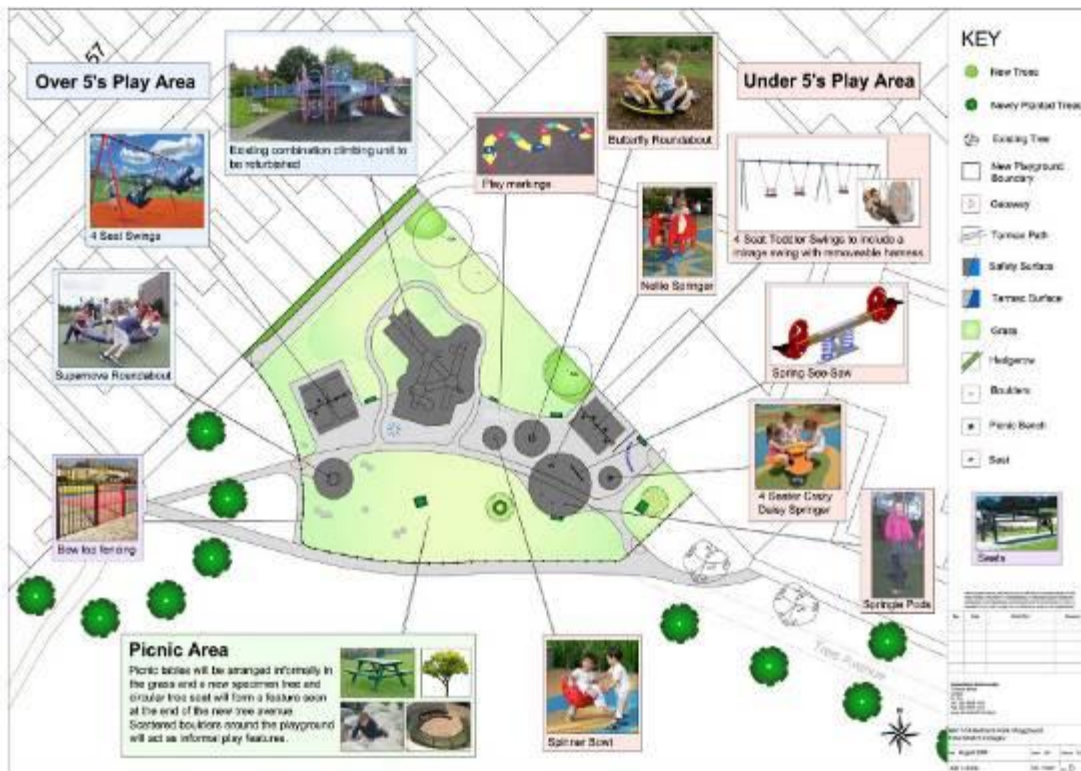 57
Over 5's Play Area
Existing combination climbing unit to
be refurbished
4 Seat Swings
Supernova Roundabout
Bow top fencing
Play markings
Butterfly Roundabout
Under 5's Play Area
Nellie Springer
4 Seat Toddler Swings to include a
mirage swing with removeable harness
Spring See-Saw
4 Seater Crazy
Daisy Springer
Springie Pods
Spinner Bowl
Picnic Area
Picnic tables will be arranged informally in
the grass and a new specimen tree and
circular tree seat will form a feature seen
at the end of the new tree avenue.
Scattered boulders around the playground
will act as informal play features.
Tree Avenue
N
KEY
New Trees
Newly Planted Trees
Existing Tree
New Playground
Boundary
Gateway
Tarmac Path
Safety Surface
Tarmac Surface
Grass
Hedgerow
Boulders
Picnic Bench
Seat
Seats